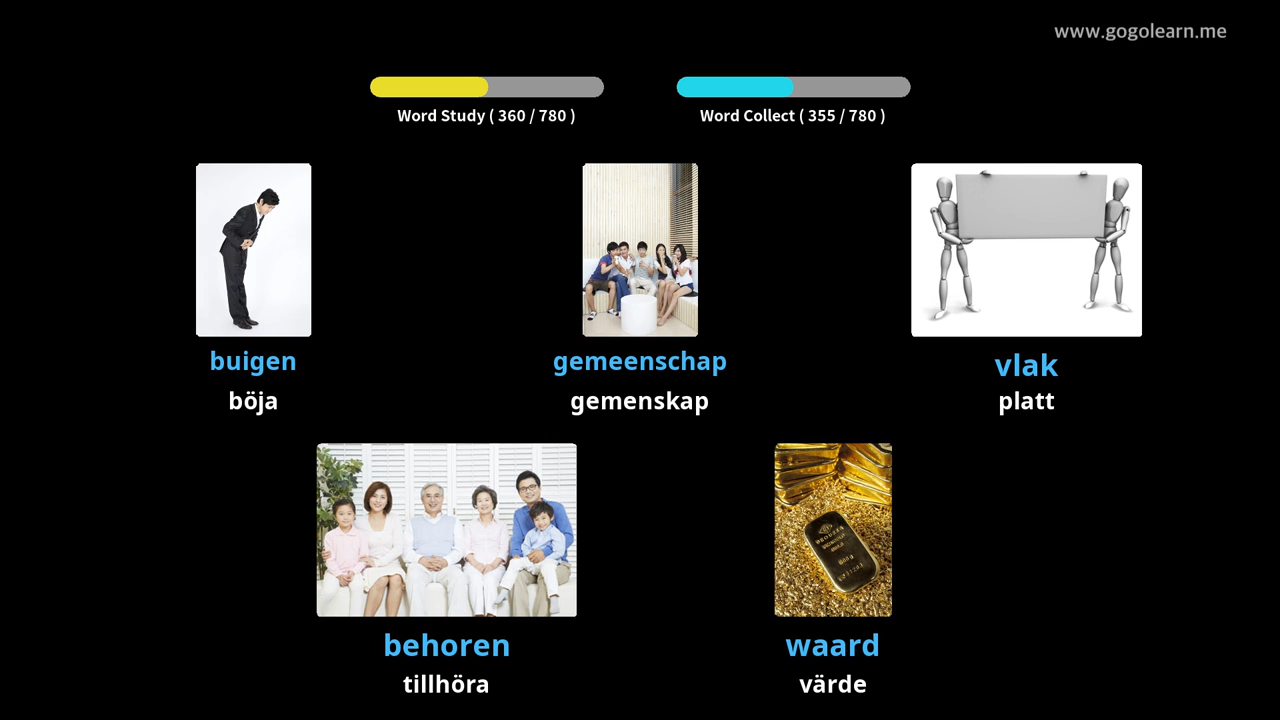 www.gogolearn.me
Word Study ( 360 / 780 )
Word Collect ( 355 / 780 )
buigen
böja
gemeenschap
gemenskap
vlak
platt
behoren
tillhöra
waard
värde